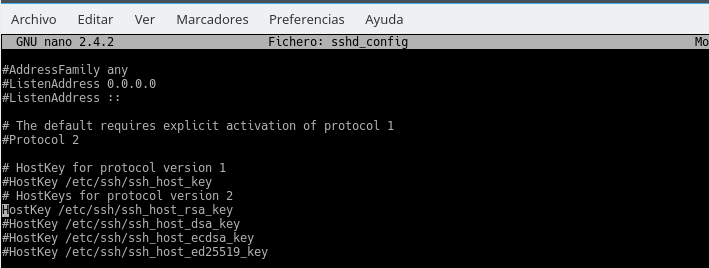 Archivo Editar Ver Marcadores Preferencias Ayuda
GNU nano 2.4.2 Fichero: sshd_config Mo
#AddressFamily any
#ListenAddress 0.0.0.0
#ListenAddress ::
# The default requires explicit activation of protocol 1
#Protocol 2
# HostKey for protocol version 1
#HostKey /etc/ssh/ssh_host_key
# HostKeys for protocol version 2
HostKey /etc/ssh/ssh_host_rsa_key
#HostKey /etc/ssh/ssh_host_dsa_key
#HostKey /etc/ssh/ssh_host_ecdsa_key
#HostKey /etc/ssh/ssh_host_ed25519_key